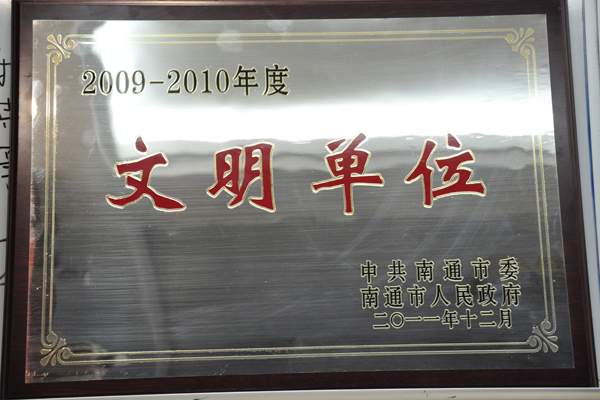 2009-2010年度
文明单位
中共南通市委
南通市人民政府
二〇一一年十二月